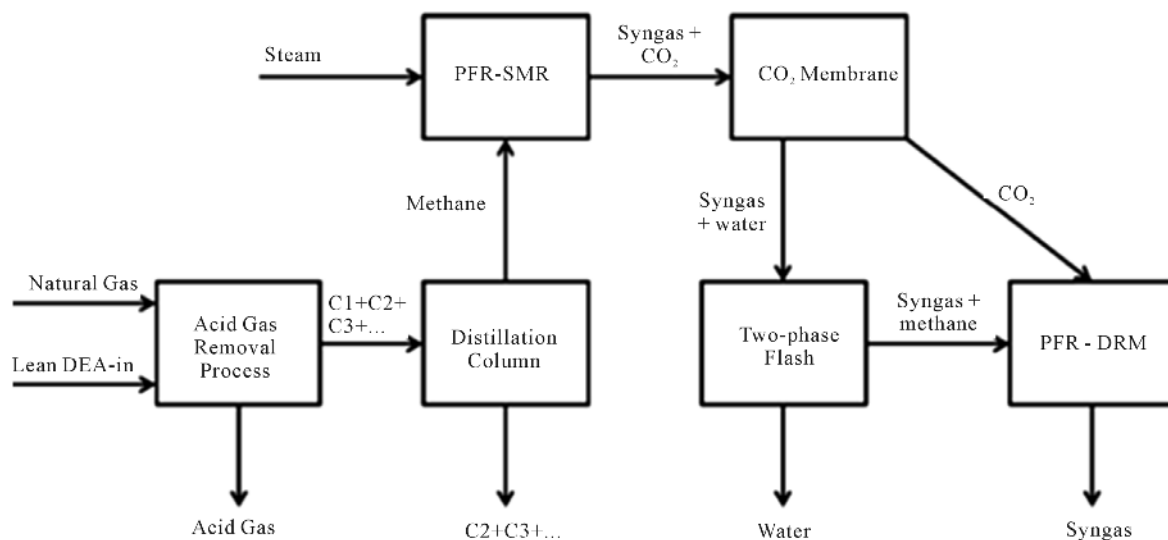 Steam
PFR-SMR
Syngas +
CO₂
CO₂ Membrane
Methane
Syngas
+ water
CO₂
Natural Gas
Lean DEA-in
Acid Gas
Removal
Process
C1+C2+
C3+...
Distillation
Column
Two-phase
Flash
Syngas +
methane
PFR - DRM
Acid Gas
C2+C3+...
Water
Syngas